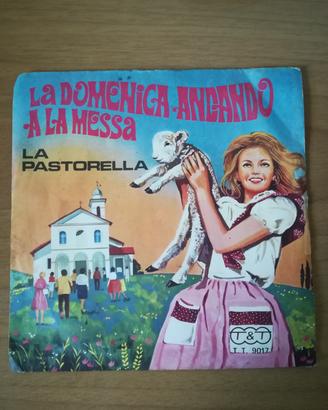 LA DOMENICA ANDANDO
A LA MESSA
LA
PASTORELLA
T&T
T.T. 9017